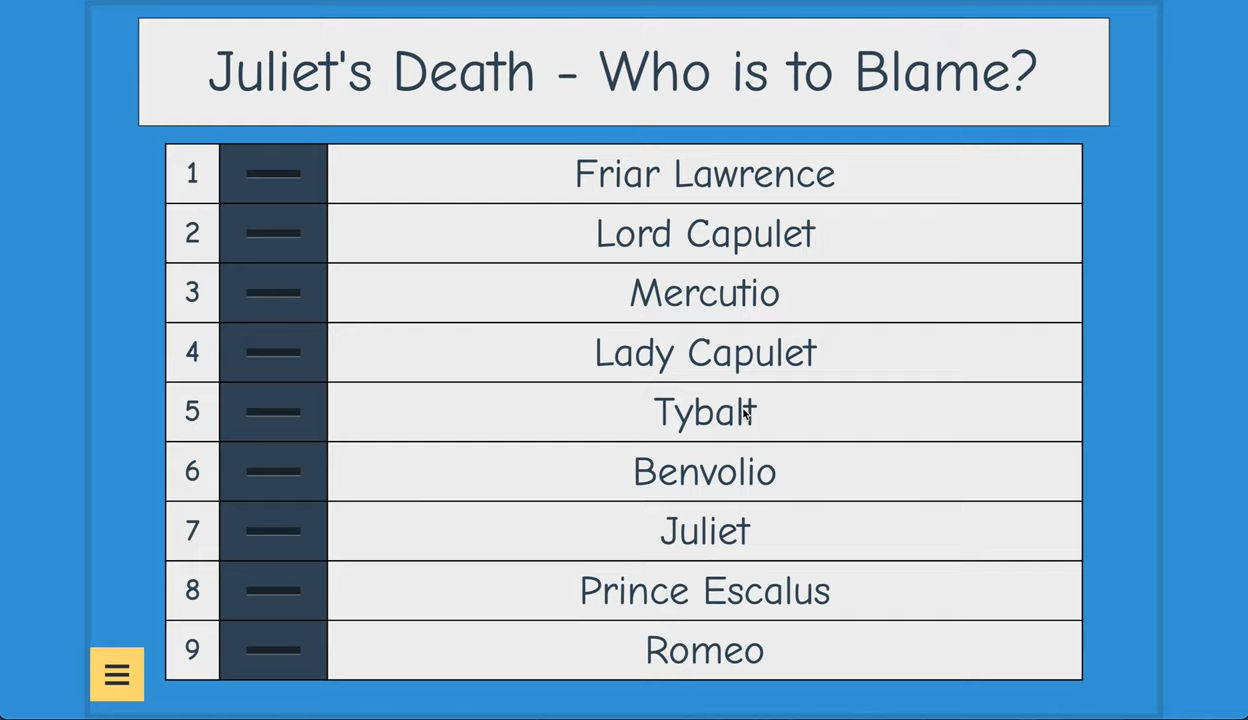 Juliet's Death - Who is to Blame?
1 Friar Lawrence
2 Lord Capulet
3 Mercutio
4 Lady Capulet
5 Tybalt
6 Benvolio
7 Juliet
8 Prince Escalus
9 Romeo